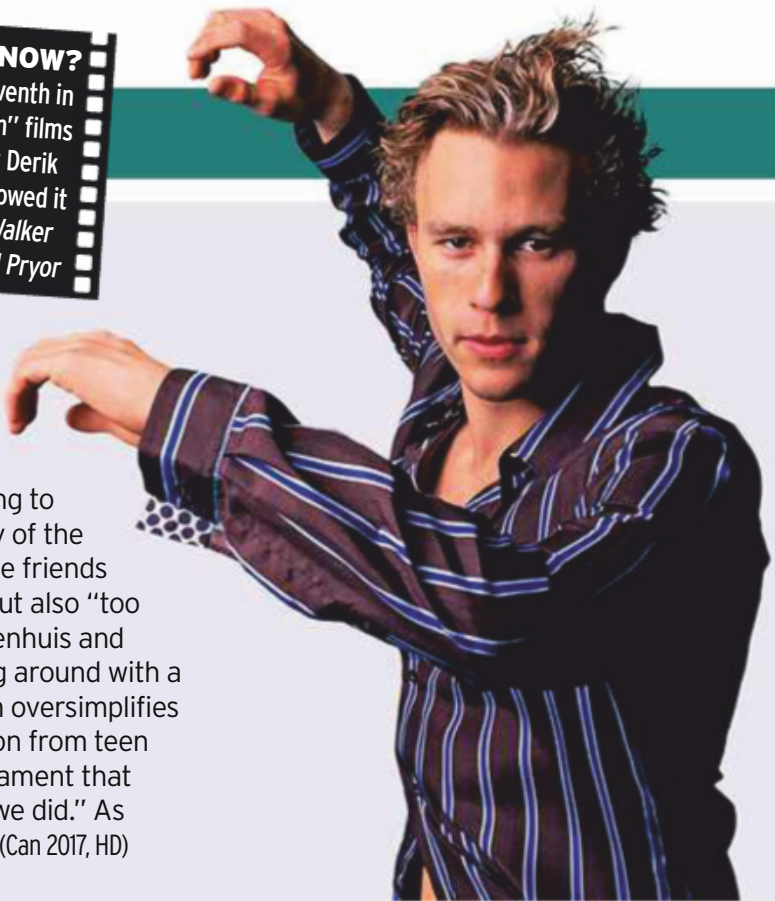 NOW?
venth in
" films
Derik
owed it
Valker
Pryor
ng to
y of the
e friends
ut also "too
enhuis and
g around with a
n oversimplifies
on from teen
ament that
we did." As
(Can 2017, HD)